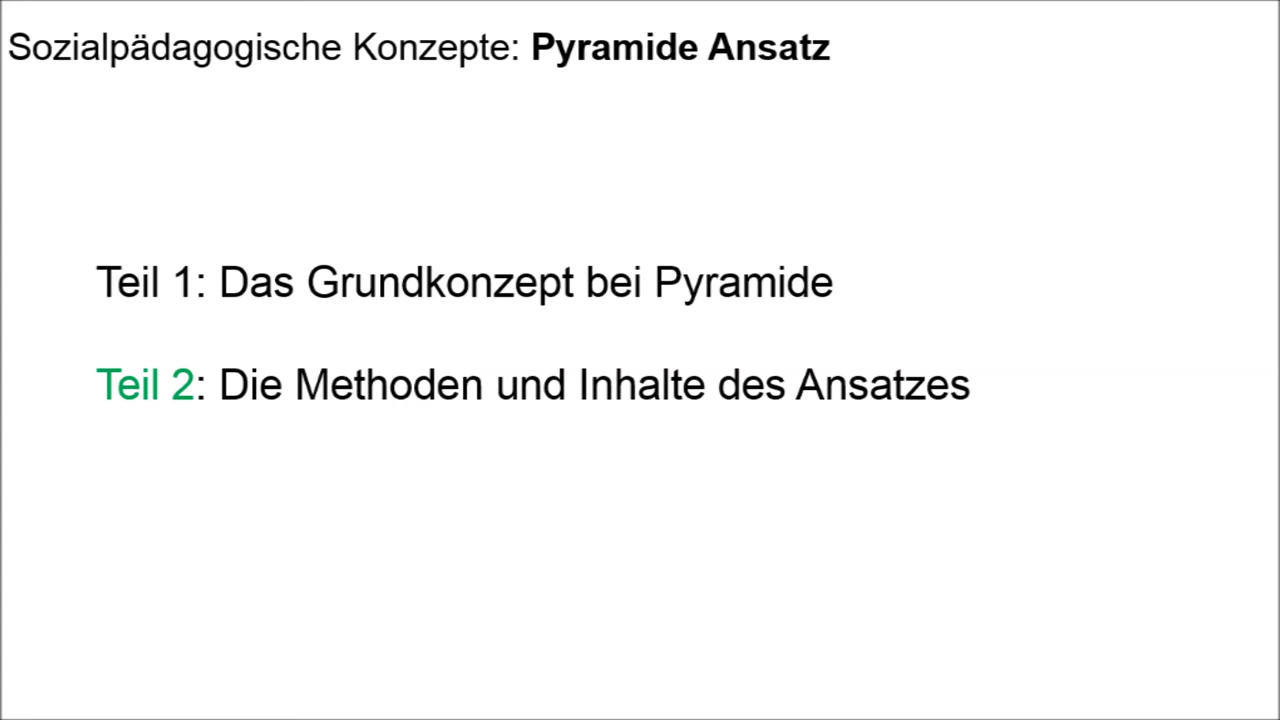 Sozialpädagogische Konzepte: Pyramide Ansatz
Teil 1: Das Grundkonzept bei Pyramide
Teil 2: Die Methoden und Inhalte des Ansatzes